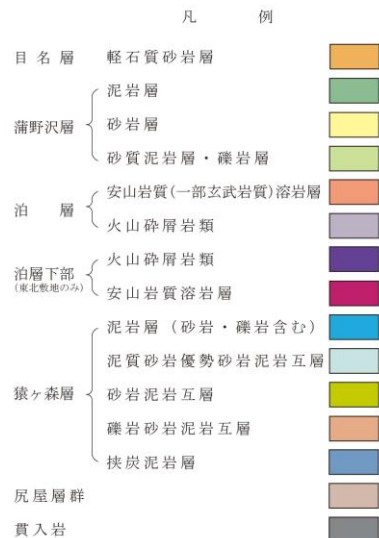 凡 例
目名層 軽石質砂岩層
蒲野沢層 泥岩層
砂岩層
砂質泥岩層・礫岩層
泊層 安山岩質(一部玄武岩質)溶岩層
火山砕屑岩類
泊層下部 火山砕屑岩類
(東北敷地のみ) 安山岩質溶岩層
猿ヶ森層 泥岩層（砂岩・礫岩含む）
泥質砂岩優勢砂岩泥岩互層
砂岩泥岩互層
礫岩砂岩泥岩互層
挟炭泥岩層
尻屋層群
貫入岩